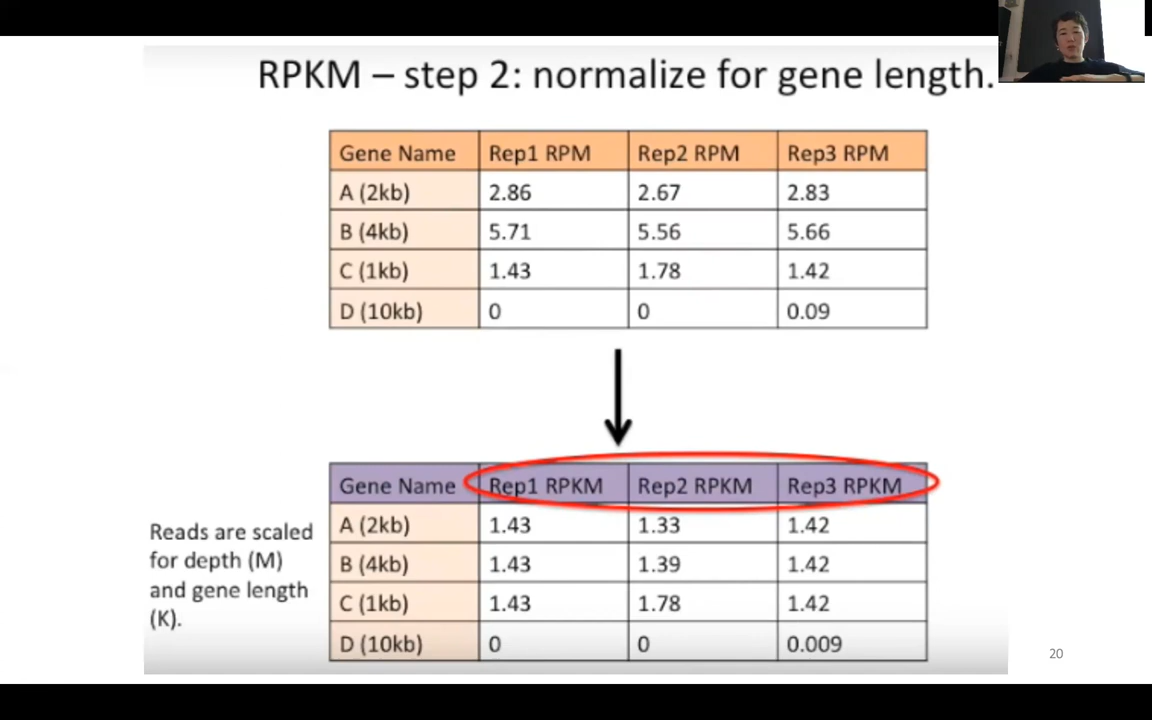 RPKM – step 2: normalize for gene length.
Gene Name Rep1 RPM Rep2 RPM Rep3 RPM
A (2kb) 2.86 2.67 2.83
B (4kb) 5.71 5.56 5.66
C (1kb) 1.43 1.78 1.42
D (10kb) 0 0 0.09
Gene Name Rep1 RPKM Rep2 RPKM Rep3 RPKM
A (2kb) 1.43 1.33 1.42
B (4kb) 1.43 1.39 1.42
C (1kb) 1.43 1.78 1.42
D (10kb) 0 0 0.009
Reads are scaled
for depth (M)
and gene length
(K).
20